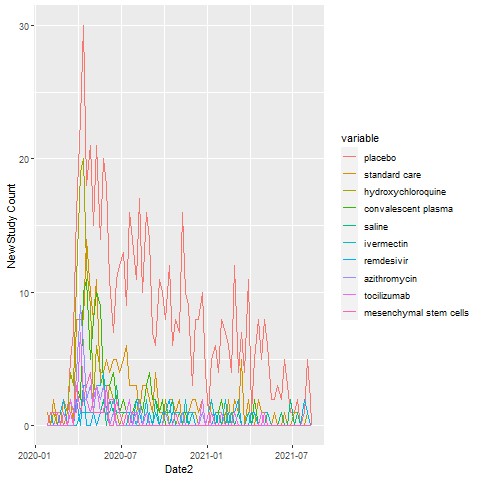 30
20
10
0
New Study Count
2020-01
2020-07
2021-01
2021-07
Date2
variable
placebo
standard care
hydroxychloroquine
convalescent plasma
saline
ivermectin
remdesivir
azithromycin
tocilizumab
mesenchymal stem cells